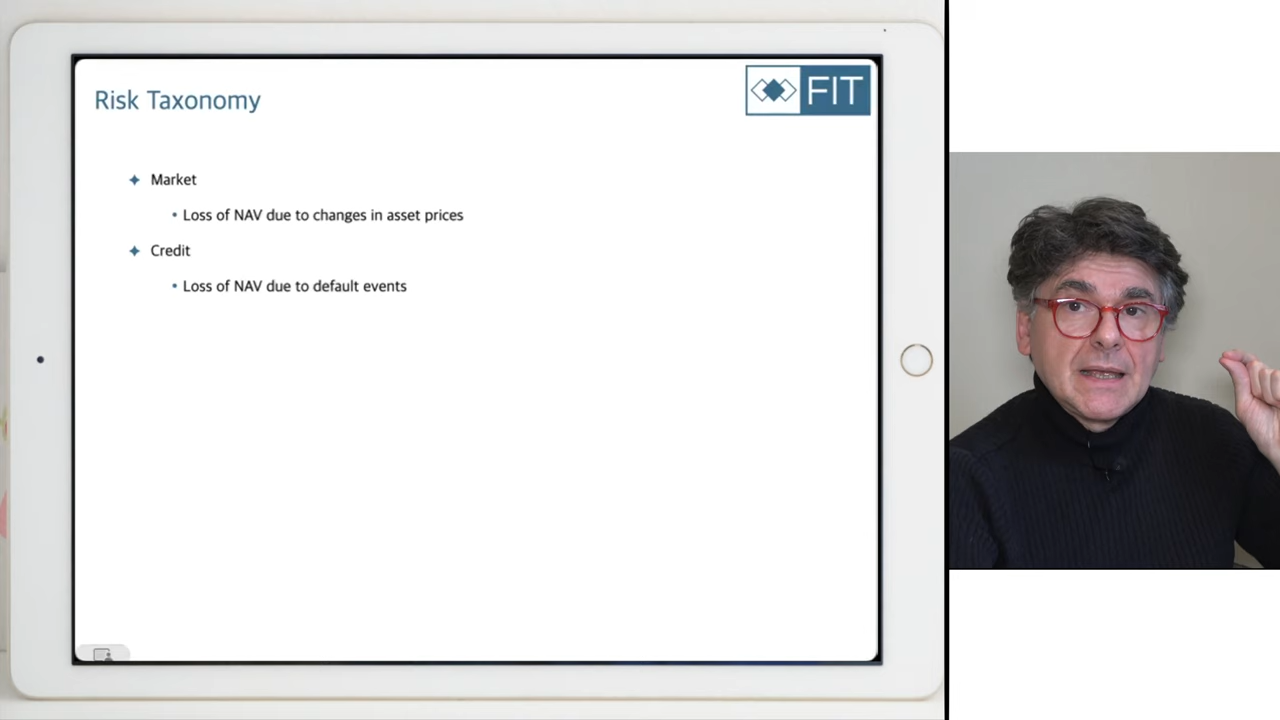 Risk Taxonomy
FIT
Market
Loss of NAV due to changes in asset prices
Credit
Loss of NAV due to default events